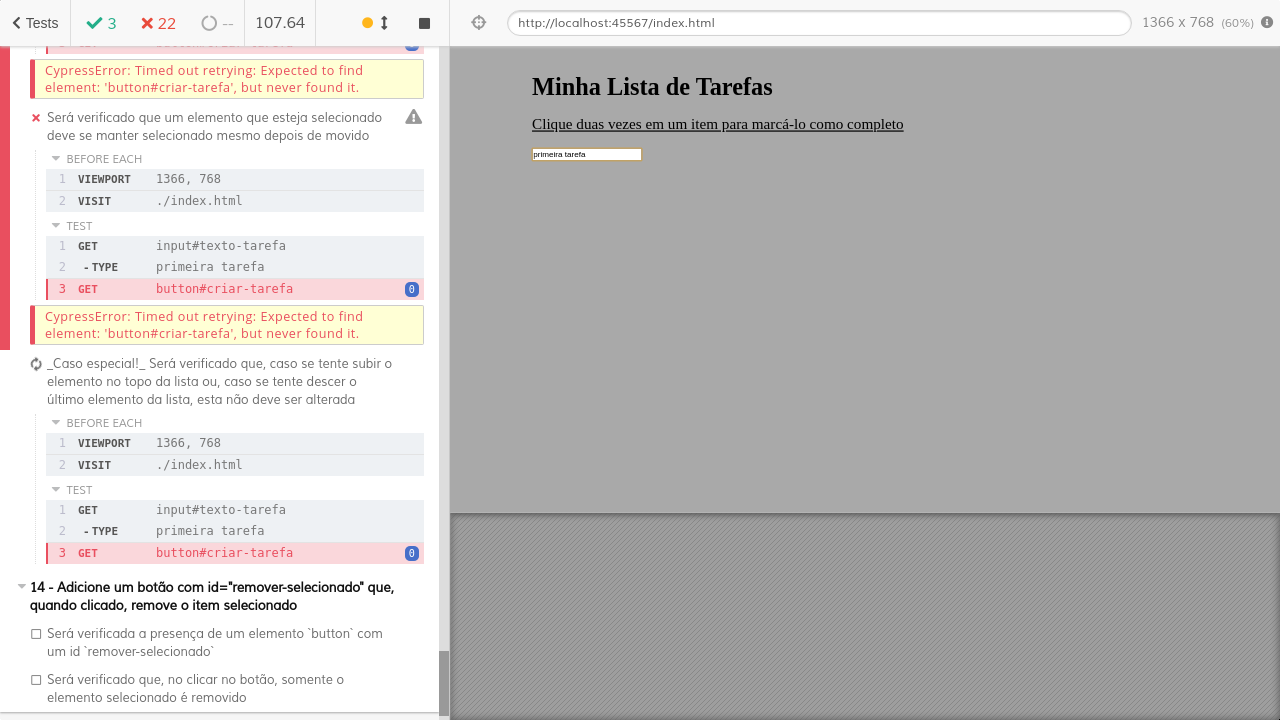 Tests
3
22
--
107.64
http://localhost:45567/index.html
1366 x 768 (60%)
CypressError: Timed out retrying: Expected to find
element: 'button#criar-tarefa', but never found it.
Será verificado que um elemento que esteja selecionado
deve se manter selecionado mesmo depois de movido
BEFORE EACH
1 VIEWPORT 1366, 768
2 VISIT ./index.html
TEST
1 GET input#texto-tarefa
2 -TYPE primeira tarefa
3 GET button#criar-tarefa 0
CypressError: Timed out retrying: Expected to find
element: 'button#criar-tarefa', but never found it.
_Caso especial!_ Será verificado que, caso se tente subir o
elemento no topo da lista ou, caso se tente descer o
último elemento da lista, esta não deve ser alterada
BEFORE EACH
1 VIEWPORT 1366, 768
2 VISIT ./index.html
TEST
1 GET input#texto-tarefa
2 -TYPE primeira tarefa
3 GET button#criar-tarefa 0
14 - Adicione um botão com id="remover-selecionado" que,
quando clicado, remove o item selecionado
Será verificada a presença de um elemento `button` com
um id `remover-selecionado`
Será verificado que, no clicar no botão, somente o
elemento selecionado é removido
Minha Lista de Tarefas
Clique duas vezes em um item para marcá-lo como completo
primeira tarefa